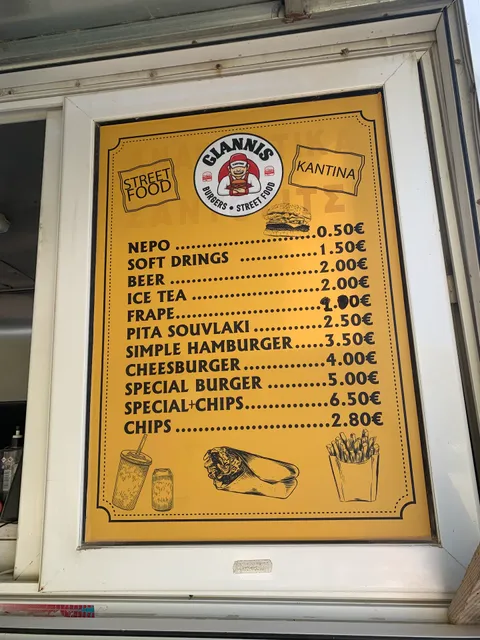 STREET FOOD
GIANNIS
BURGERS • STREET FOOD
KANTINA
NEPO ........................0.50€
SOFT DRINGS ..............1.50€
BEER ...........................2.00€
ICE TEA .......................2.00€
FRAPE.........................
PITA SOUVLAKI .............2.50€
SIMPLE HAMBURGER......3.50€
CHEESBURGER ..............4.00€
SPECIAL BURGER ..........5.00€
SPECIAL+CHIPS..............6.50€
CHIPS ..........................2.80€